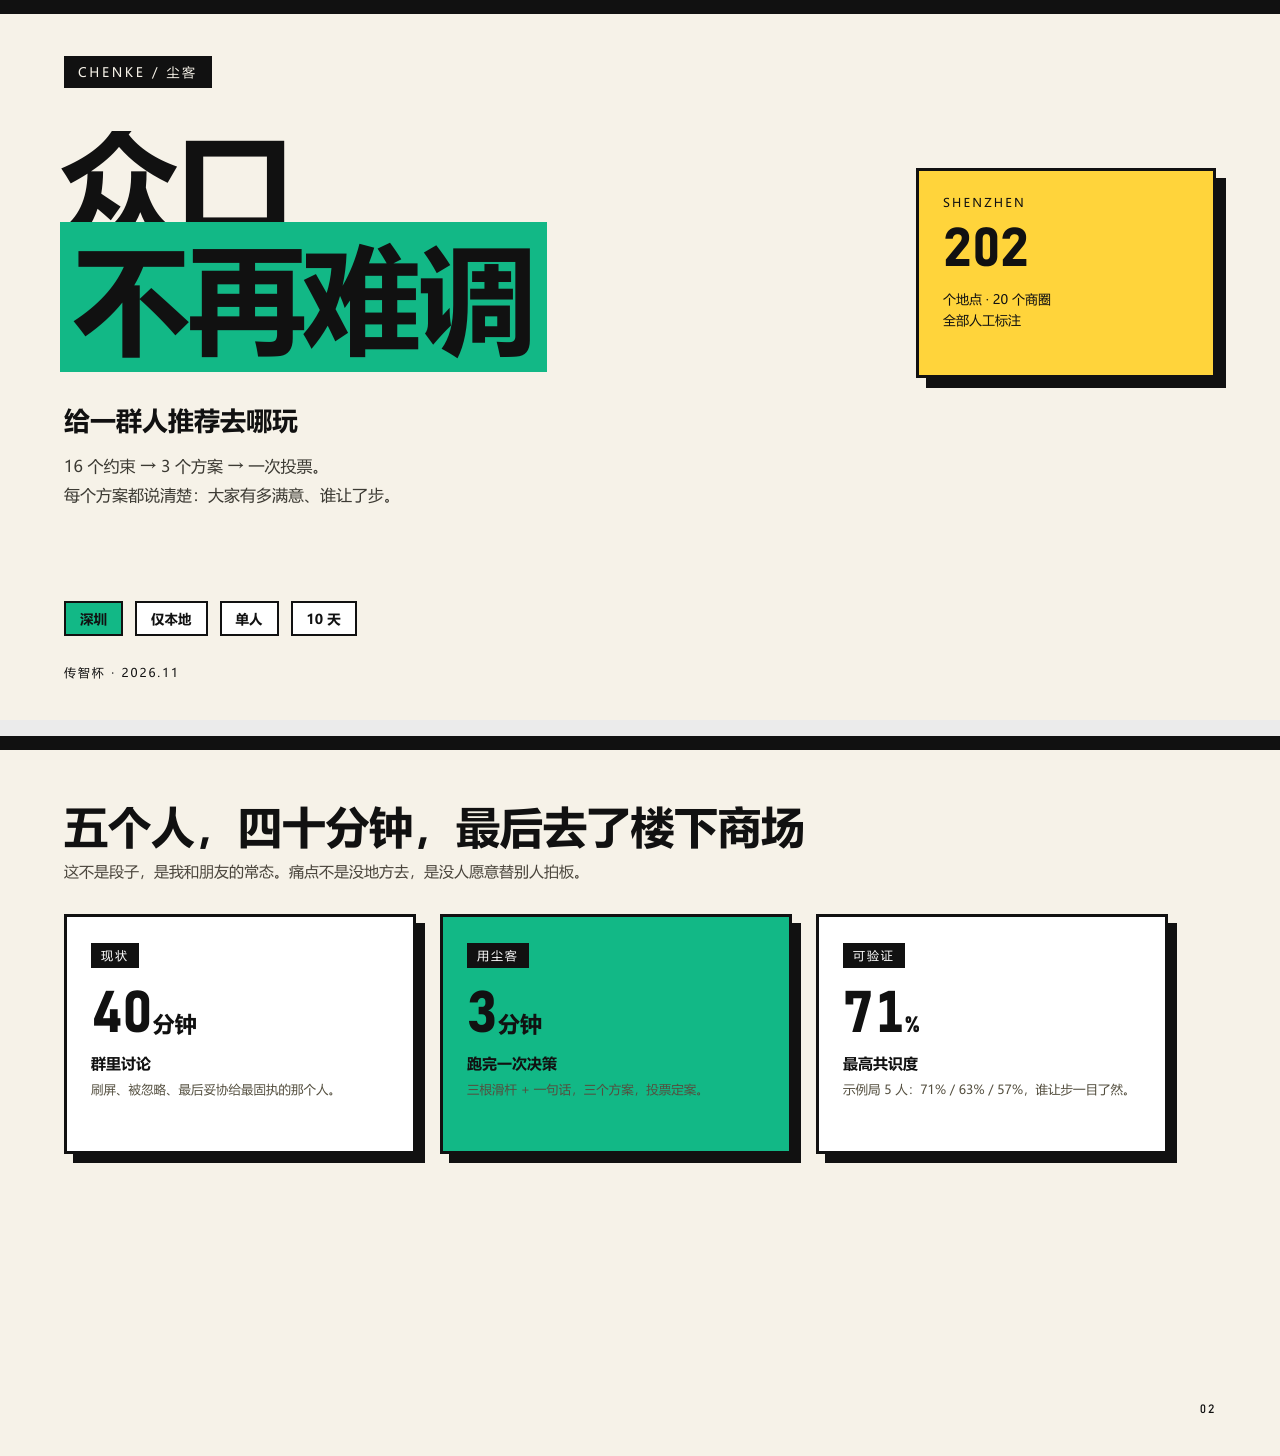 CHENKE / 尘客
众口
不再难调
给一群人推荐去哪玩
16 个约束 → 3 个方案 → 一次投票。
每个方案都说清楚：大家有多满意、谁让了步。
SHENZHEN
202
个地点 · 20 个商圈
全部人工标注
深圳
仅本地
单人
10 天
传智杯 · 2026.11
五个人，四十分钟，最后去了楼下商场
这不是段子，是我和朋友的常态。痛点不是没地方去，是没人愿意替别人拍板。
现状
40分钟
群里讨论
刷屏、被忽略、最后妥协给最固执的那个人。
用尘客
3分钟
跑完一次决策
三根滑杆 + 一句话，三个方案，投票定案。
可验证
71%
最高共识度
示例局 5 人：71% / 63% / 57%，谁让步一目了然。
02